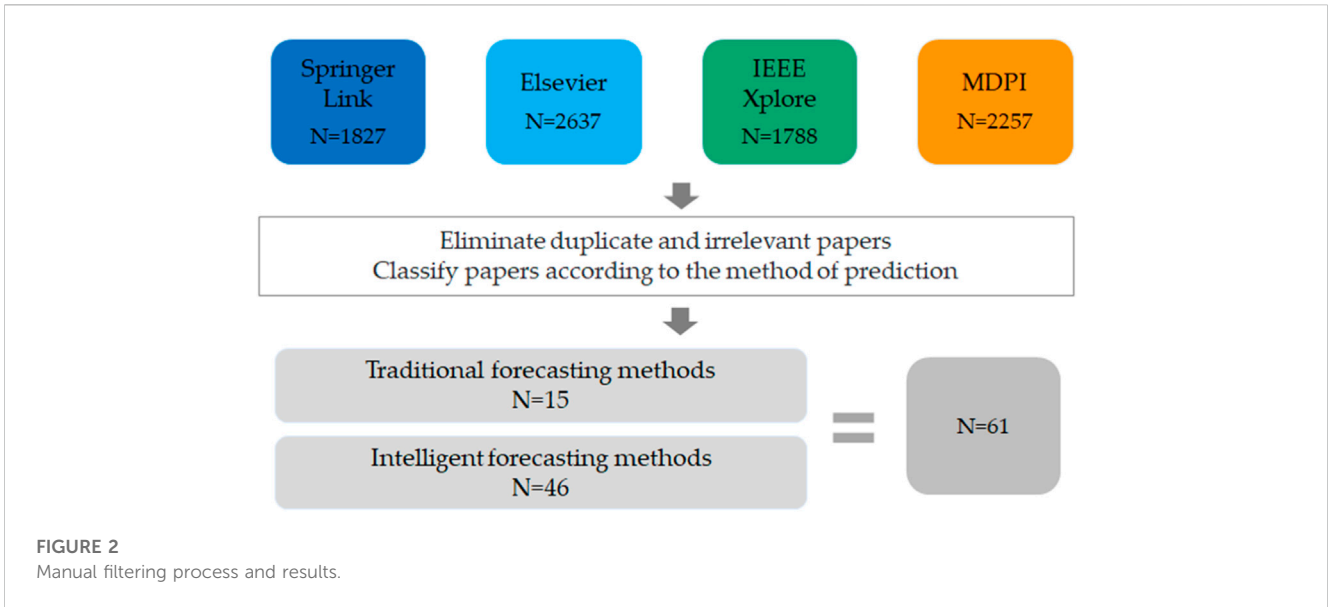 Springer
Link
N=1827
Elsevier
N=2637
IEEE
Xplore
N=1788
MDPI
N=2257
Eliminate duplicate and irrelevant papers
Classify papers according to the method of prediction
Traditional forecasting methods
N=15
Intelligent forecasting methods
N=46
=
N=61
FIGURE 2
Manual filtering process and results.